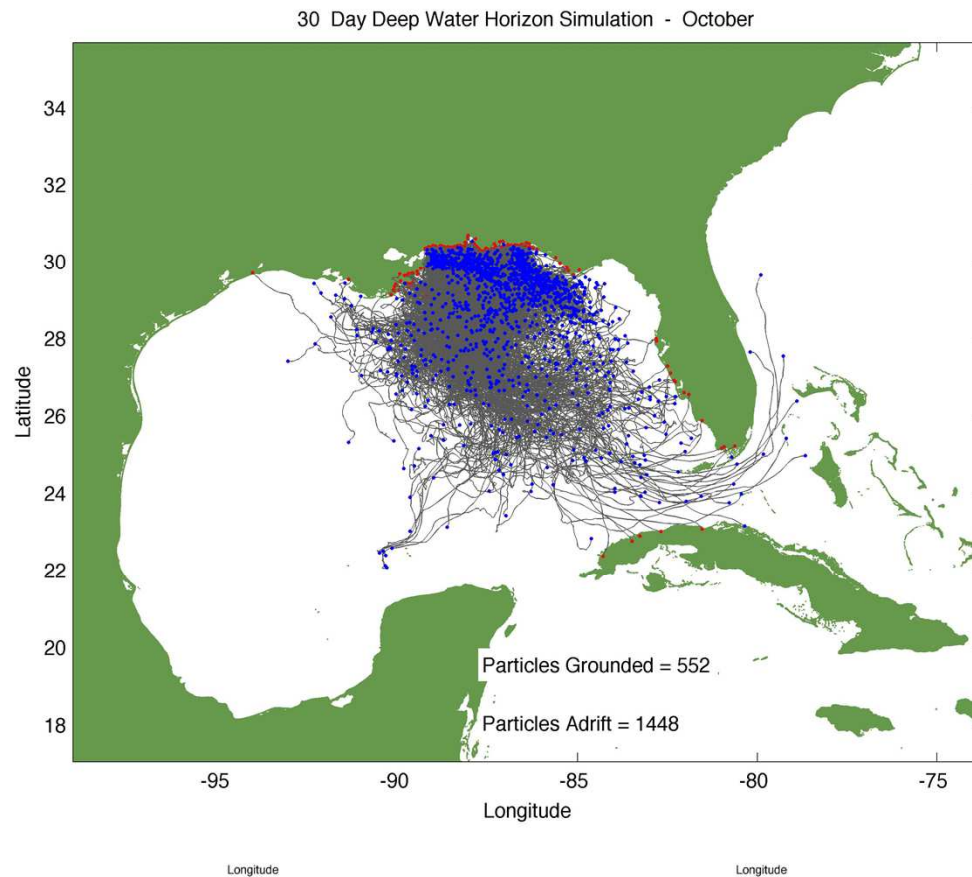 30 Day Deep Water Horizon Simulation - October
34
32
30
28
26
24
22
20
18
Latitude
Particles Grounded = 552
Particles Adrift = 1448
-95 -90 -85 -80 -75
Longitude
Longitude Longitude